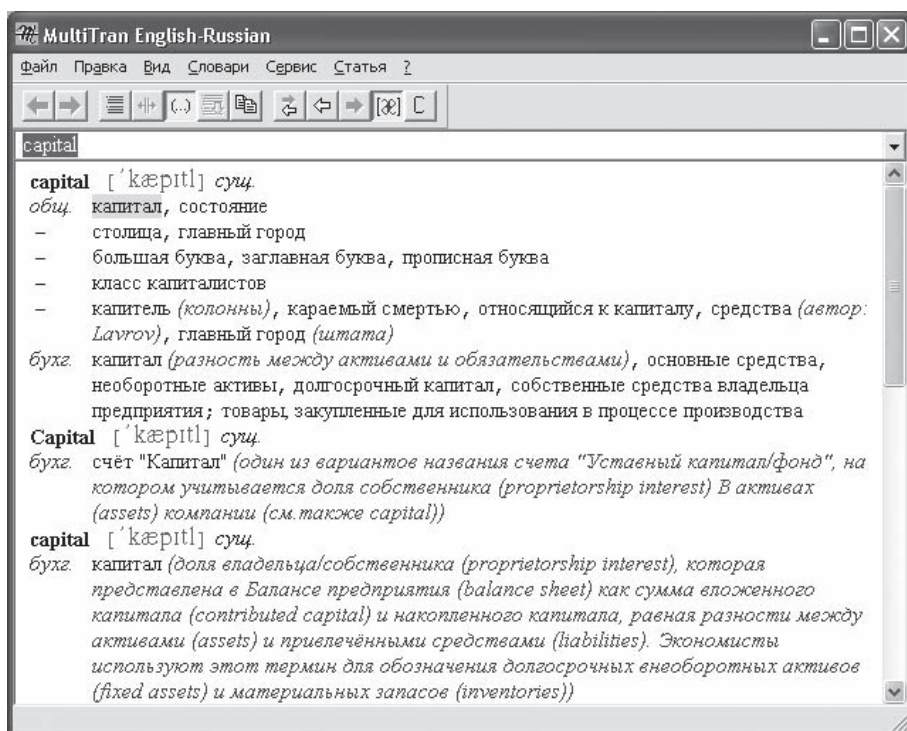 MultiTran English-Russian
Файл Правка Вид Словари Сервис Статья ?
(..) [æ] C
capital
capital [ ˊkæpɪtl] сущ.
общ. капитал, состояние
– столица, главный город
– большая буква, заглавная буква, прописная буква
– класс капиталистов
– капитель (колонны), караемый смертью, относящийся к капиталу, средства (автор:
Lavrov), главный город (штата)
бухг. капитал (разность между активами и обязательствами), основные средства,
необоротные активы, долгосрочный капитал, собственные средства владельца
предприятия; товары, закупленные для использования в процессе производства
Capital [ ˊkæpɪtl] сущ.
бухг. счёт "Капитал" (один из вариантов названия счета "Уставный капитал/фонд", на
котором учитывается доля собственника (proprietorship interest) В активах
(assets) компании (см.также capital))
capital [ ˊkæpɪtl] сущ.
бухг. капитал (доля владельца/собственника (proprietorship interest), которая
представлена в Балансе предприятия (balance sheet) как сумма вложенного
капитала (contributed capital) и накопленного капитала, равная разности между
активами (assets) и привлечёнными средствами (liabilities). Экономисты
используют этот термин для обозначения долгосрочных внеоборотных активов
(fixed assets) и материальных запасов (inventories))